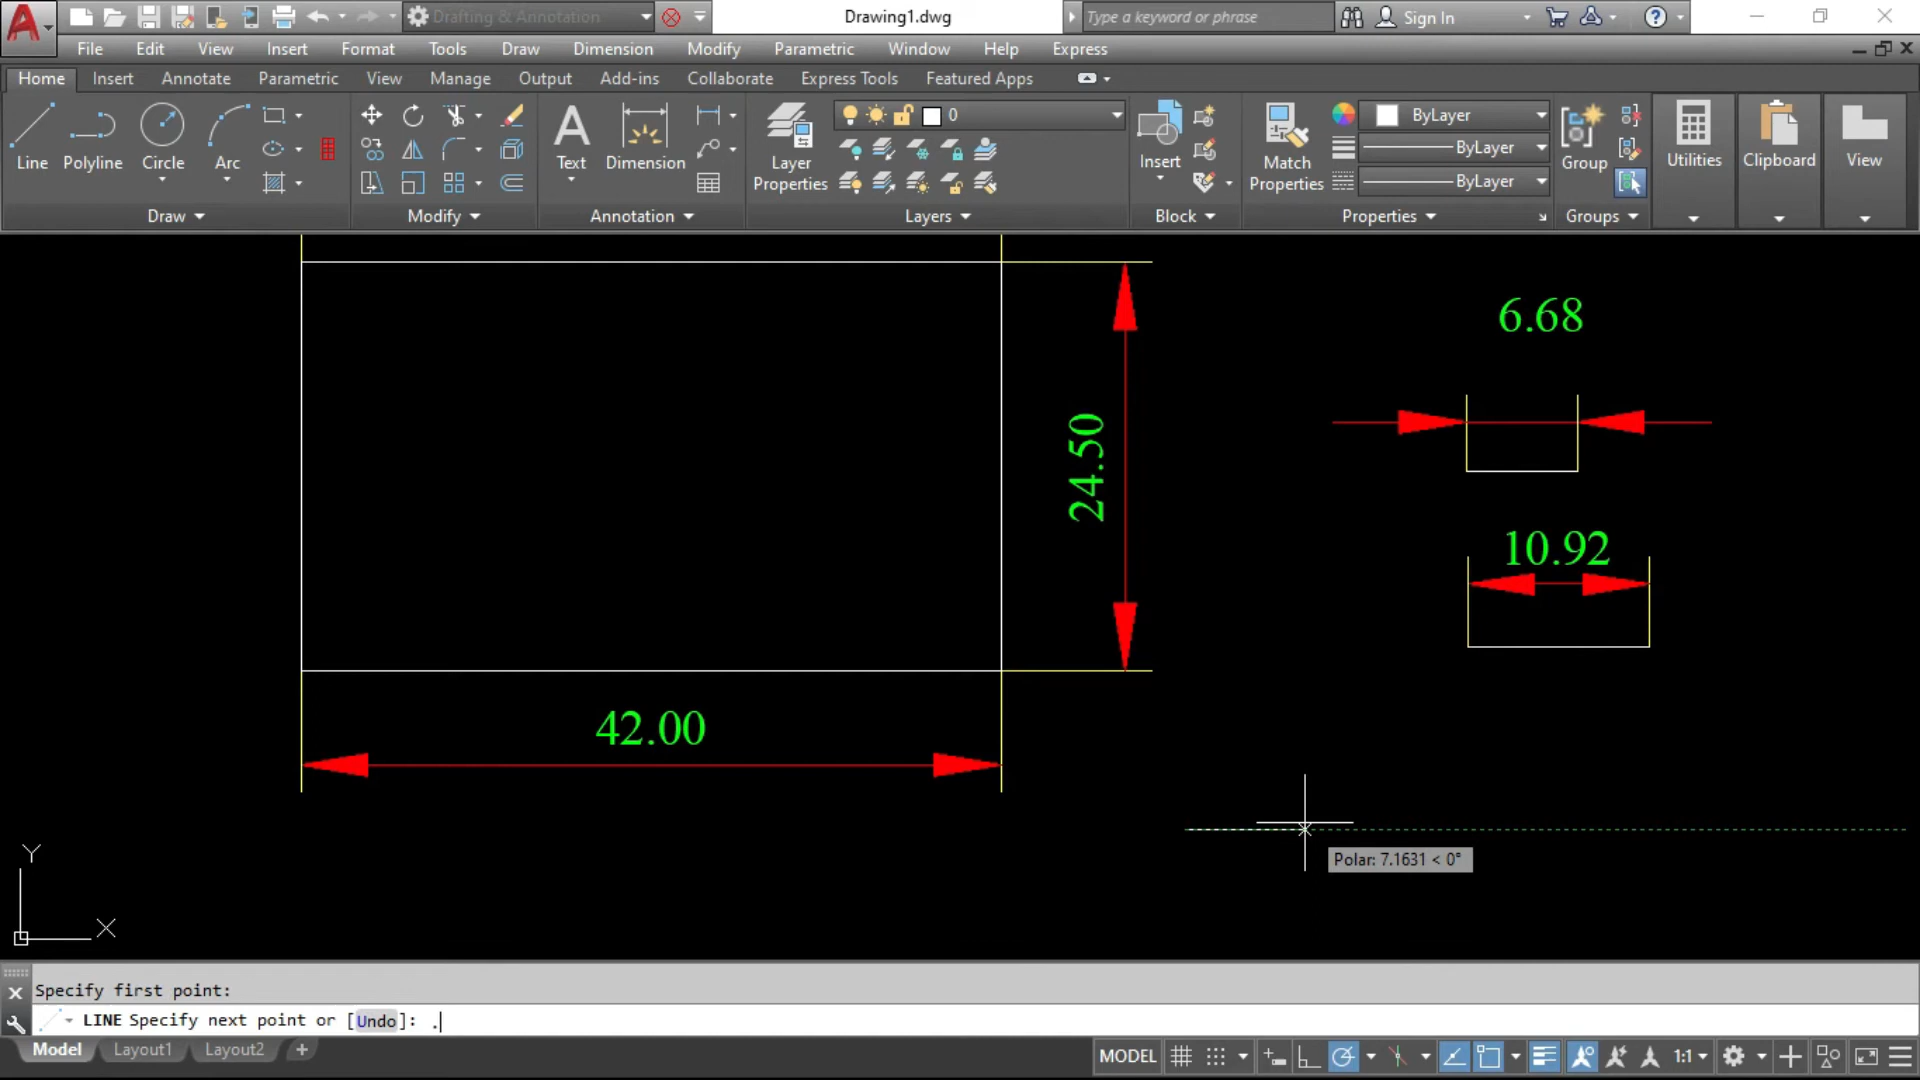 Drafting & Annotation
Drawing1.dwg
Type a keyword or phrase
Sign In
File Edit View Insert Format Tools Draw Dimension Modify Parametric Window Help Express
Home Insert Annotate Parametric View Manage Output Add-ins Collaborate Express Tools Featured Apps
0
ByLayer
ByLayer
ByLayer
Line
Polyline
Circle
Arc
Text
Dimension
Layer
Properties
Insert
Match
Properties
Group
Utilities
Clipboard
View
Draw
Modify
Annotation
Layers
Block
Properties
Groups
6.68
24.50
10.92
42.00
Polar: 7.1631 < 0°
Y
X
Specify first point:
LINE Specify next point or [Undo]: .
Model Layout1 Layout2 +
MODEL
1:1